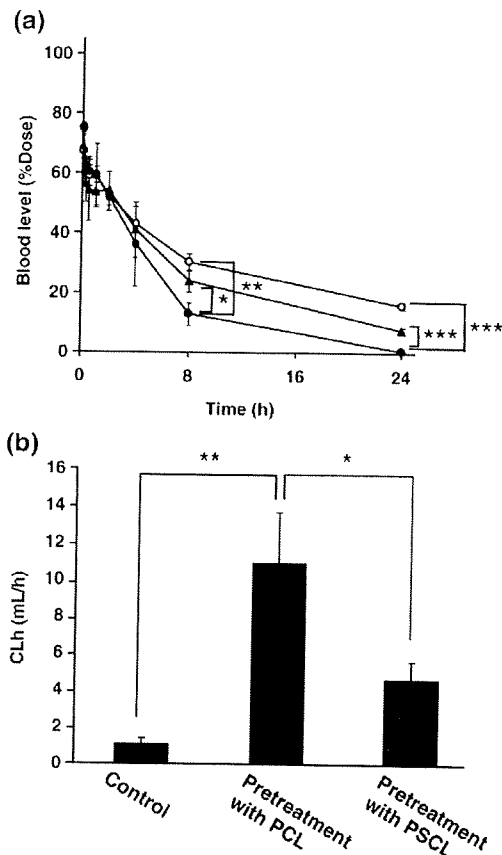 (a)
100
80
60
40
20
0
Blood level (%Dose)
**
*
***
***
0
8
16
24
Time (h)
(b)
16
14
12
10
8
6
4
2
0
CLh (mL/h)
**
*
Control
Pretreatment
with PCL
Pretreatment
with PSCL